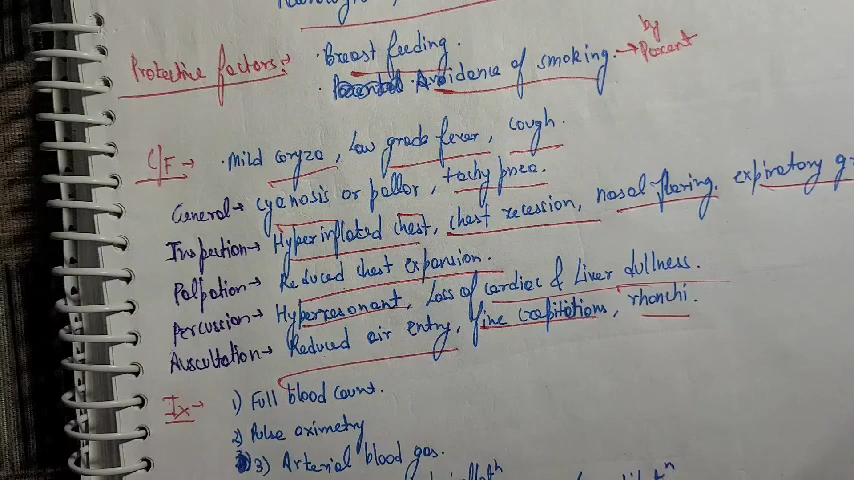 Protective factors:- · Breast feeding.
· Avoidence of smoking. → by Parent
C/F → · Mild coryza, Low grade fever, cough.
General → Cyanosis or pallor, tachypnea.
Inspection → Hyperinflated chest, chest recession, nasal flaring, expiratory
Palpation → Reduced chest expansion.
Percussion → Hyperresonant, Loss of cardiac & Liver dullness.
Auscultation → Reduced air entry, fine crepitations, rhonchi.
Ix → 1) Full blood count.
2) Pulse oximetry
3) Arterial blood gas.